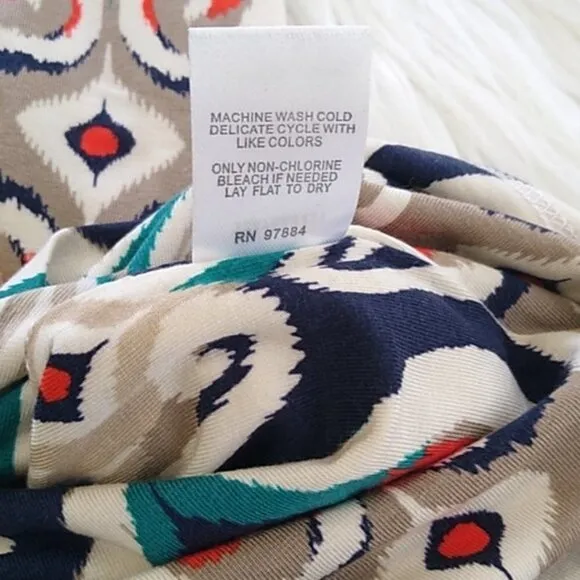 MACHINE WASH COLD
DELICATE CYCLE WITH
LIKE COLORS
ONLY NON-CHLORINE
BLEACH IF NEEDED
LAY FLAT TO DRY
RN 97884